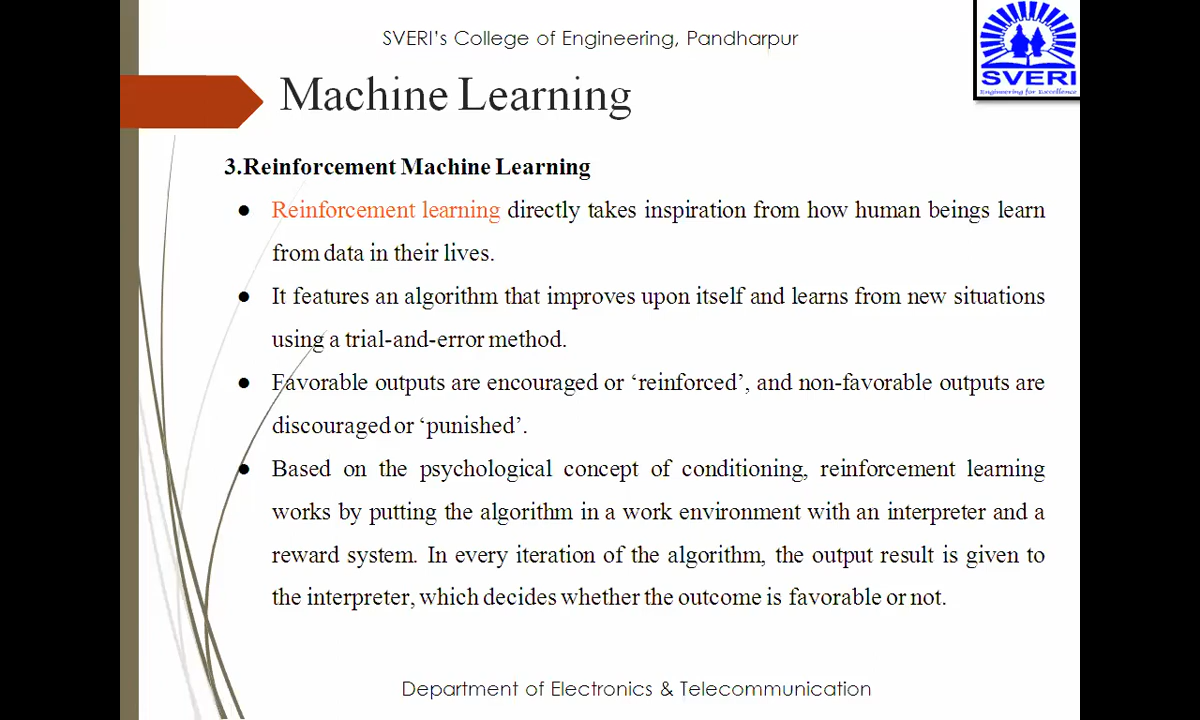 SVERI's College of Engineering, Pandharpur
SVERI
Engineering for Excellence
Machine Learning
3.Reinforcement Machine Learning
● Reinforcement learning directly takes inspiration from how human beings learn
from data in their lives.
● It features an algorithm that improves upon itself and learns from new situations
using a trial-and-error method.
● Favorable outputs are encouraged or ‘reinforced’, and non-favorable outputs are
discouraged or ‘punished’.
● Based on the psychological concept of conditioning, reinforcement learning
works by putting the algorithm in a work environment with an interpreter and a
reward system. In every iteration of the algorithm, the output result is given to
the interpreter, which decides whether the outcome is favorable or not.
Department of Electronics & Telecommunication